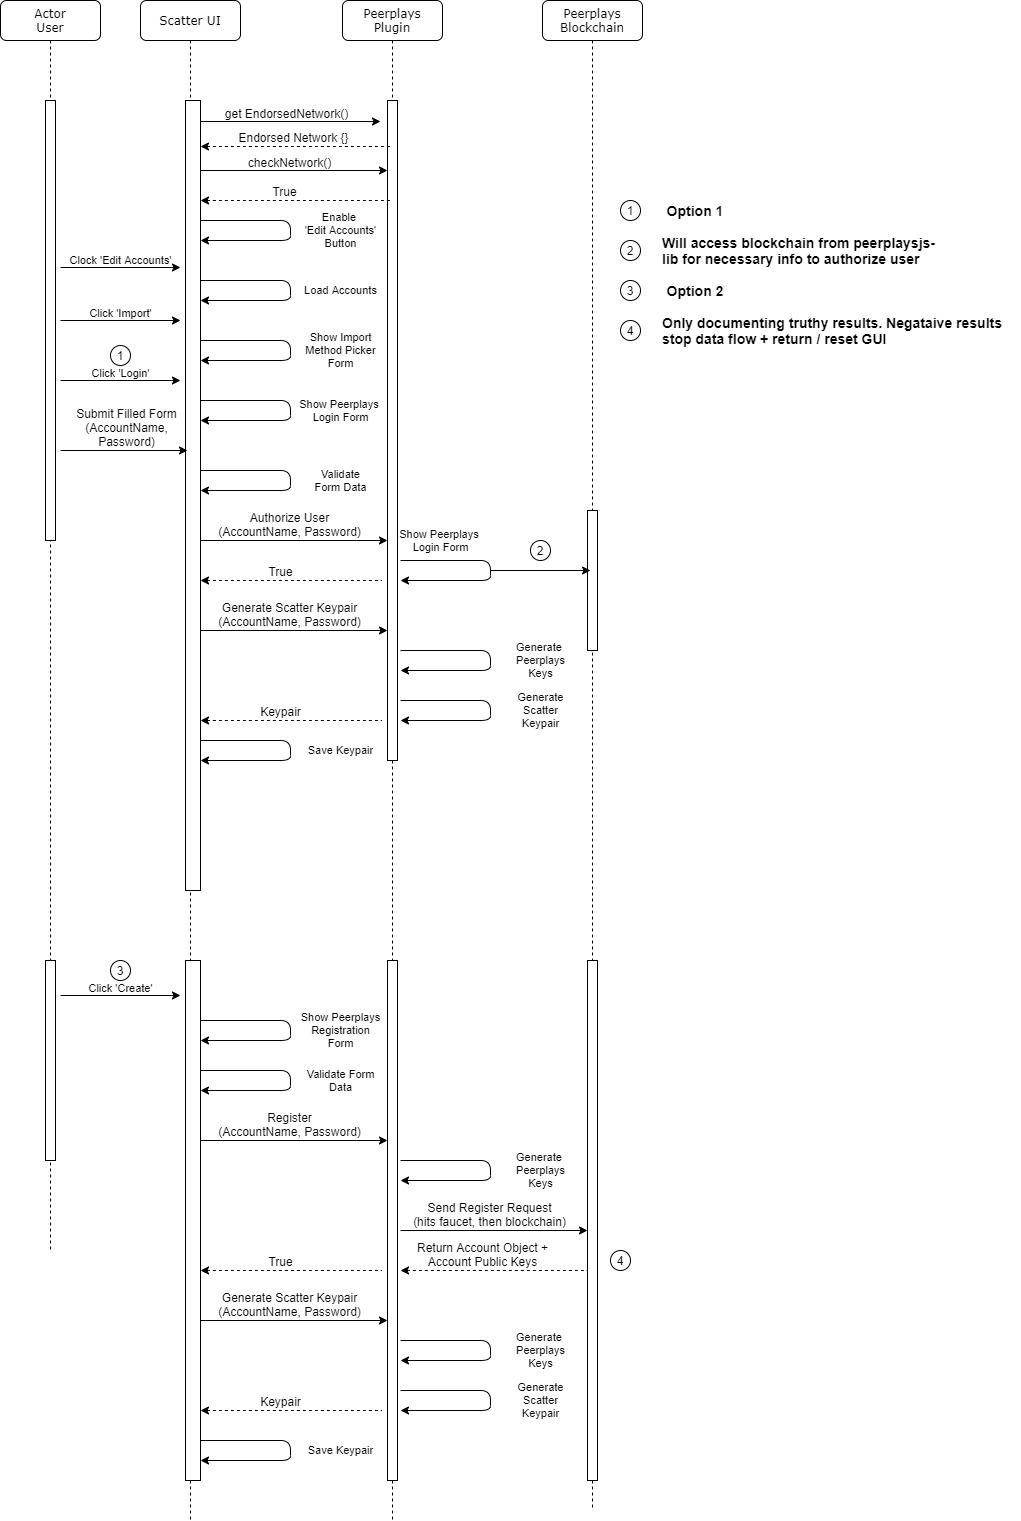 Actor
User
Scatter UI
Peerplays
Plugin
Peerplays
Blockchain
get EndorsedNetwork()
Endorsed Network {}
checkNetwork()
True
Enable
'Edit Accounts'
Button
Clock 'Edit Accounts'
Load Accounts
Click 'Import'
Show Import
Method Picker
Form
1
Click 'Login'
Show Peerplays
Login Form
Submit Filled Form
(AccountName,
Password)
Validate
Form Data
Authorize User
(AccountName, Password)
Show Peerplays
Login Form
2
True
Generate Scatter Keypair
(AccountName, Password)
Generate
Peerplays
Keys
Generate
Scatter
Keypair
Keypair
Save Keypair
1
Option 1
2
Will access blockchain from peerplaysjs-
lib for necessary info to authorize user
3
Option 2
4
Only documenting truthy results. Negataive results
stop data flow + return / reset GUI
3
Click 'Create'
Show Peerplays
Registration
Form
Validate Form
Data
Register
(AccountName, Password)
Generate
Peerplays
Keys
Send Register Request
(hits faucet, then blockchain)
Return Account Object +
Account Public Keys
4
True
Generate Scatter Keypair
(AccountName, Password)
Generate
Peerplays
Keys
Generate
Scatter
Keypair
Keypair
Save Keypair